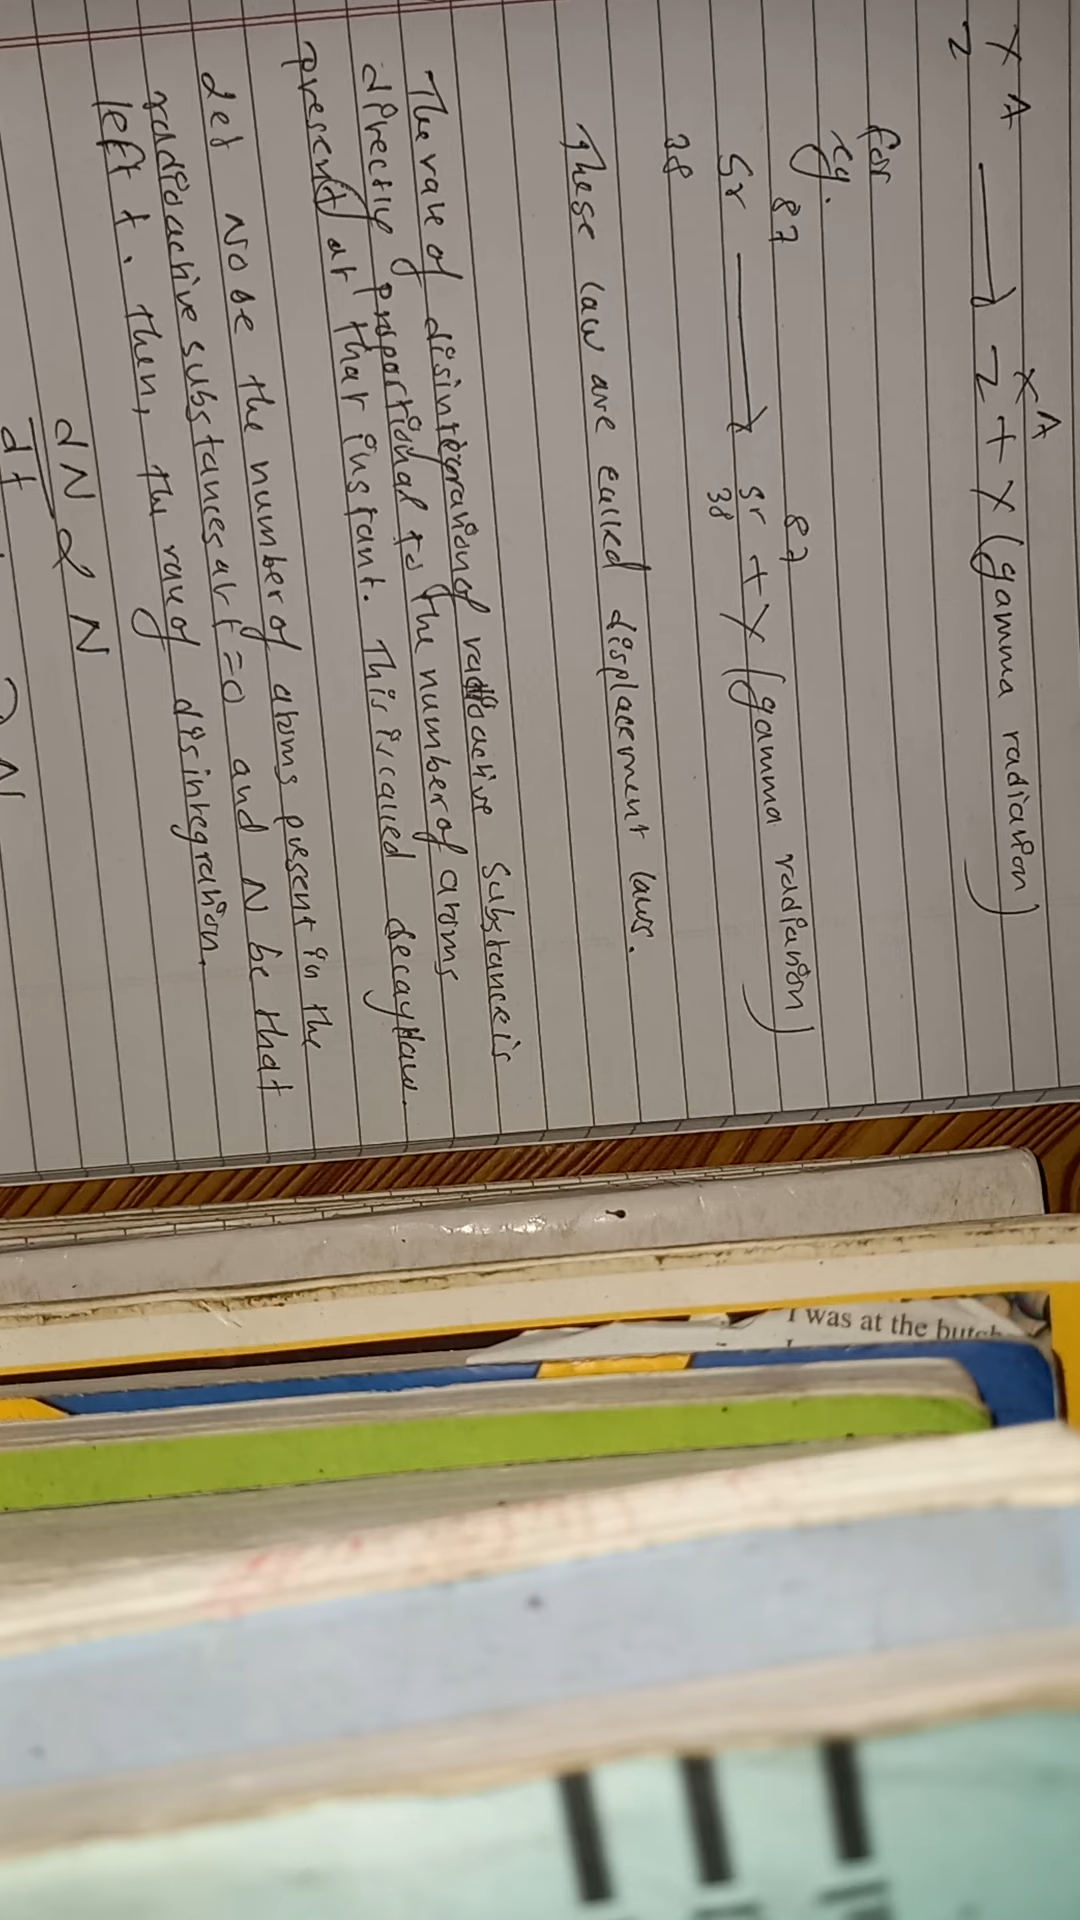 X A ⟶ X A + γ (gamma radiation)
Z Z
for
eg.
87 87
Sr ⟶ Sr + γ (gamma radiation)
38 38
These law are called displacement laws.
The rate of disintegration of radioactive substance is
directly proportional to the number of atoms
present at that instant. This is called decay law.
Let No be the number of atoms present in the
radioactive substances at t=0 and N be that
left t. then, the rate of disintegration.
dN ∝ N
dt
N
I was at the butch